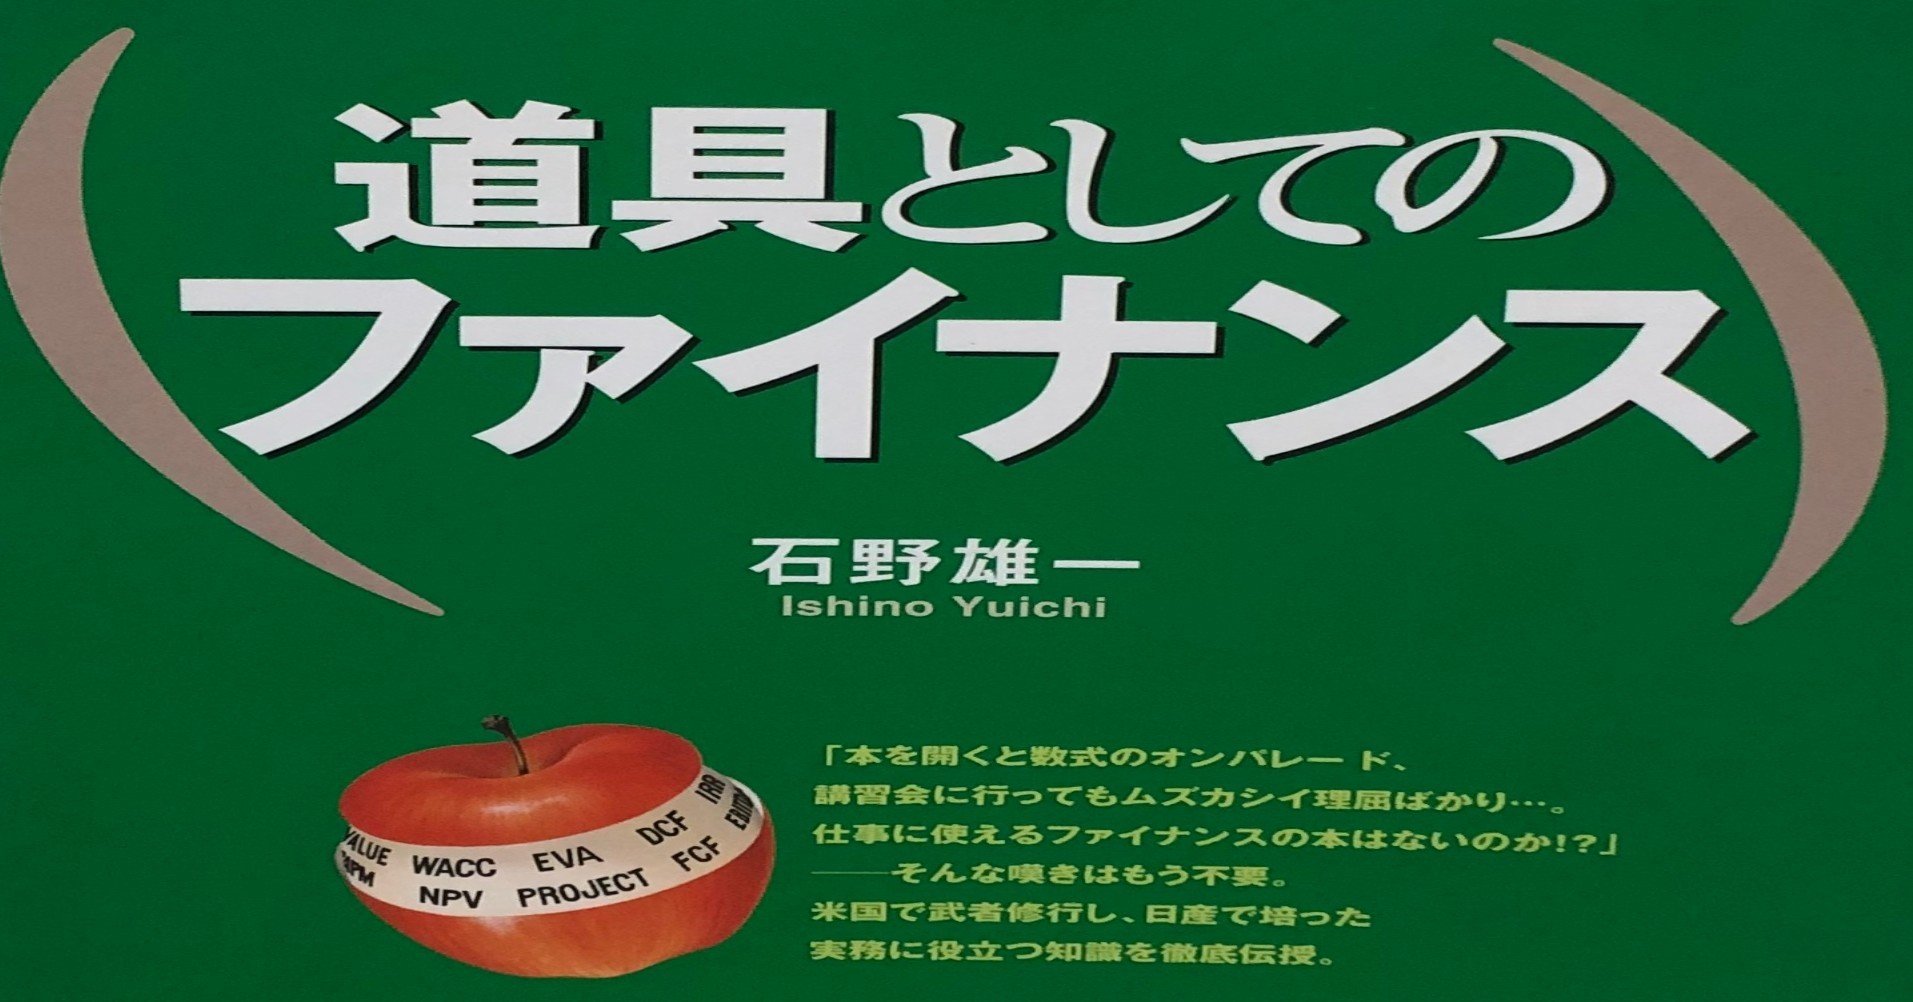 道具としての
ファイナンス
石野雄一
Ishino Yuichi
「本を開くと数式のオンパレード、
講習会に行ってもムズカシイ理屈ばかり…。
仕事に使えるファイナンスの本はないのか!?」
──そんな嘆きはもう不要。
米国で武者修行し、日産で培った
実務に役立つ知識を徹底伝授。
VALUE WACC EVA DCF IRR
NPV PROJECT FCF